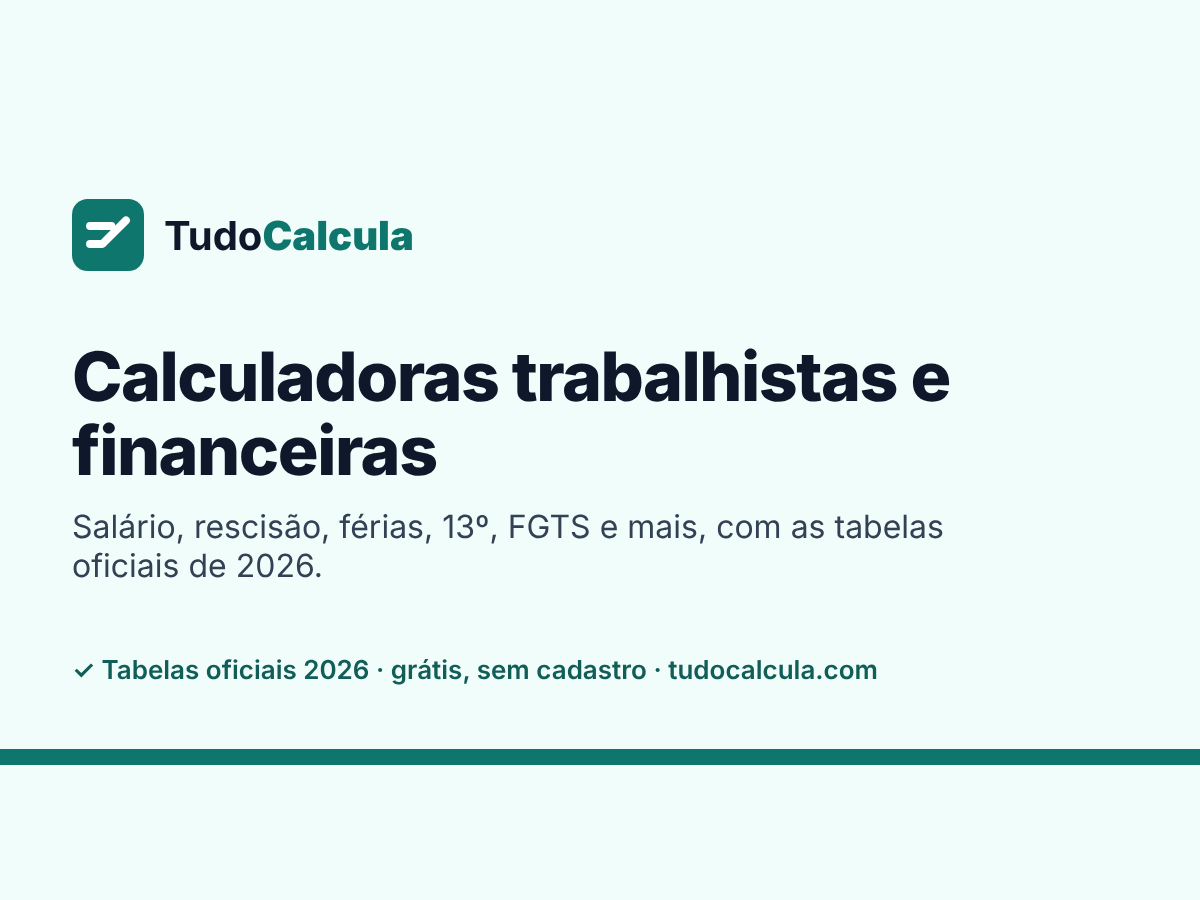 TudoCalcula
Calculadoras trabalhistas e
financeiras
Salário, rescisão, férias, 13º, FGTS e mais, com as tabelas
oficiais de 2026.
✓ Tabelas oficiais 2026 · grátis, sem cadastro · tudocalcula.com